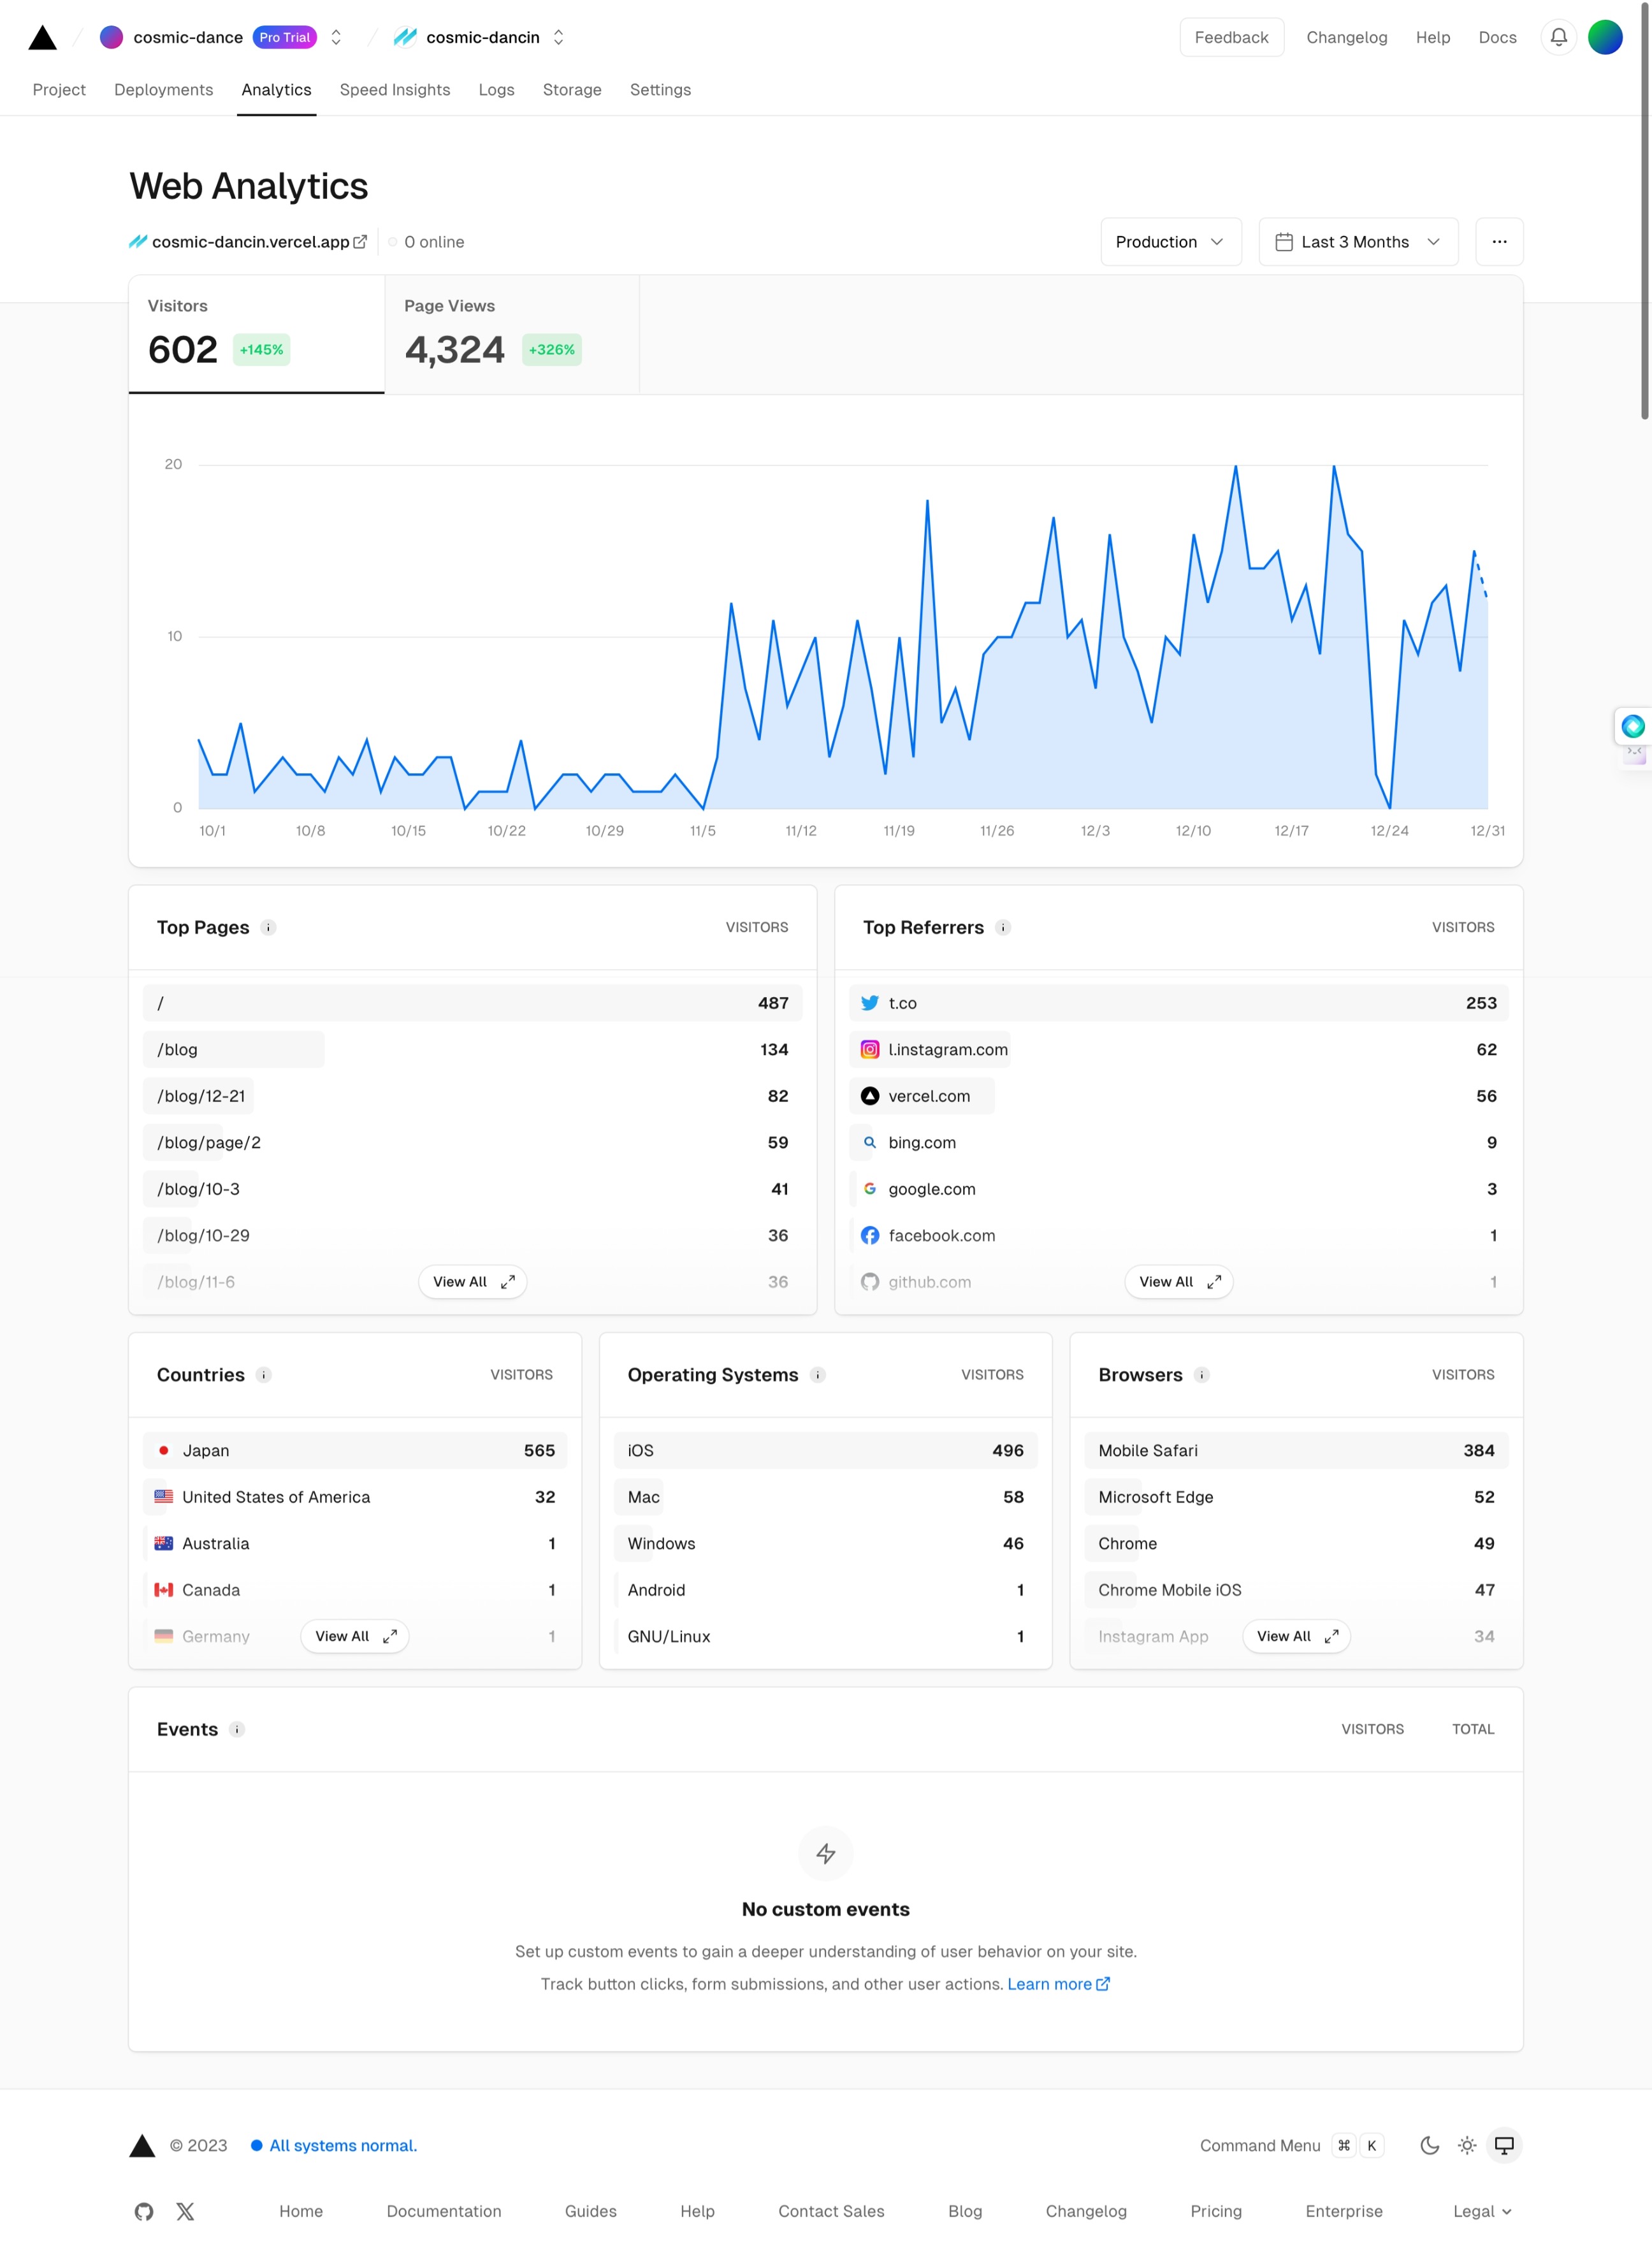 cosmic-dance Pro Trial cosmic-dancin Feedback Changelog Help Docs
Project Deployments Analytics Speed Insights Logs Storage Settings
Web Analytics
cosmic-dancin.vercel.app 0 online Production Last 3 Months
Visitors
602 +145%
Page Views
4,324 +326%
20
10
0
10/1 10/8 10/15 10/22 10/29 11/5 11/12 11/19 11/26 12/3 12/10 12/17 12/24 12/31
Top Pages VISITORS
/ 487
/blog 134
/blog/12-21 82
/blog/page/2 59
/blog/10-3 41
/blog/10-29 36
/blog/11-6 36
View All
Top Referrers VISITORS
t.co 253
l.instagram.com 62
vercel.com 56
bing.com 9
google.com 3
facebook.com 1
github.com 1
View All
Countries VISITORS
Japan 565
United States of America 32
Australia 1
Canada 1
Germany 1
View All
Operating Systems VISITORS
iOS 496
Mac 58
Windows 46
Android 1
GNU/Linux 1
Browsers VISITORS
Mobile Safari 384
Microsoft Edge 52
Chrome 49
Chrome Mobile iOS 47
Instagram App 34
View All
Events VISITORS TOTAL
No custom events
Set up custom events to gain a deeper understanding of user behavior on your site.
Track button clicks, form submissions, and other user actions. Learn more
© 2023 All systems normal. Command Menu ⌘ K
Home Documentation Guides Help Contact Sales Blog Changelog Pricing Enterprise Legal